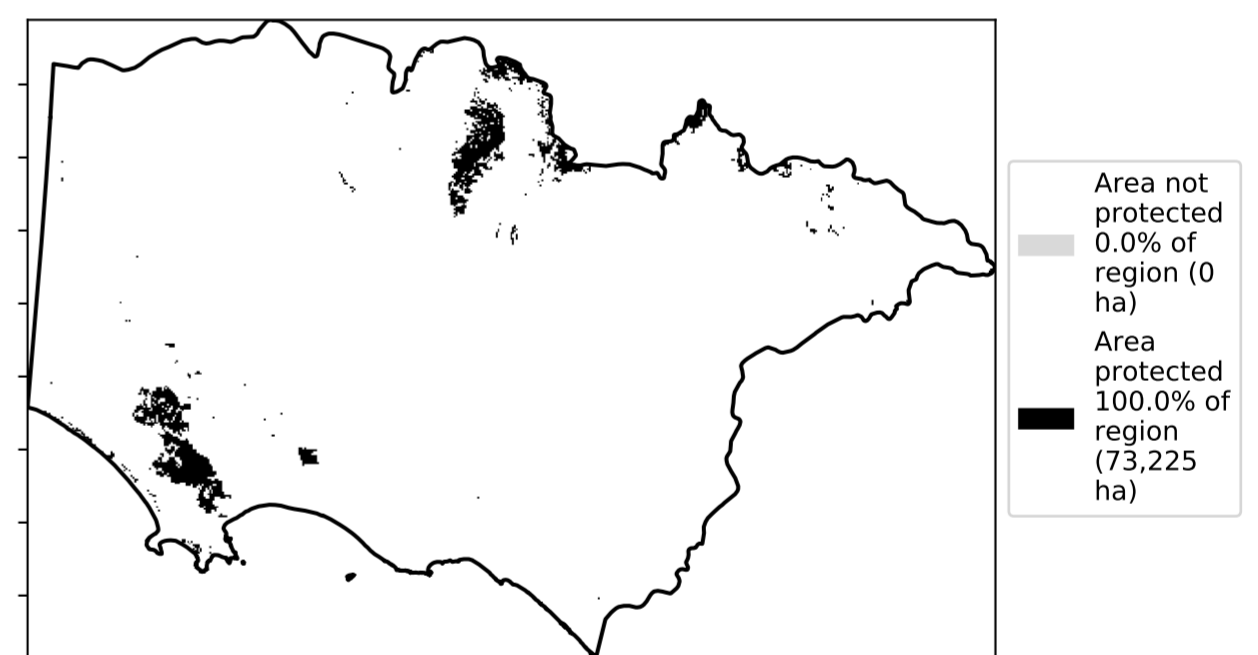 Area not
protected
0.0% of
region (0
ha)
Area
protected
100.0% of
region
(73,225
ha)